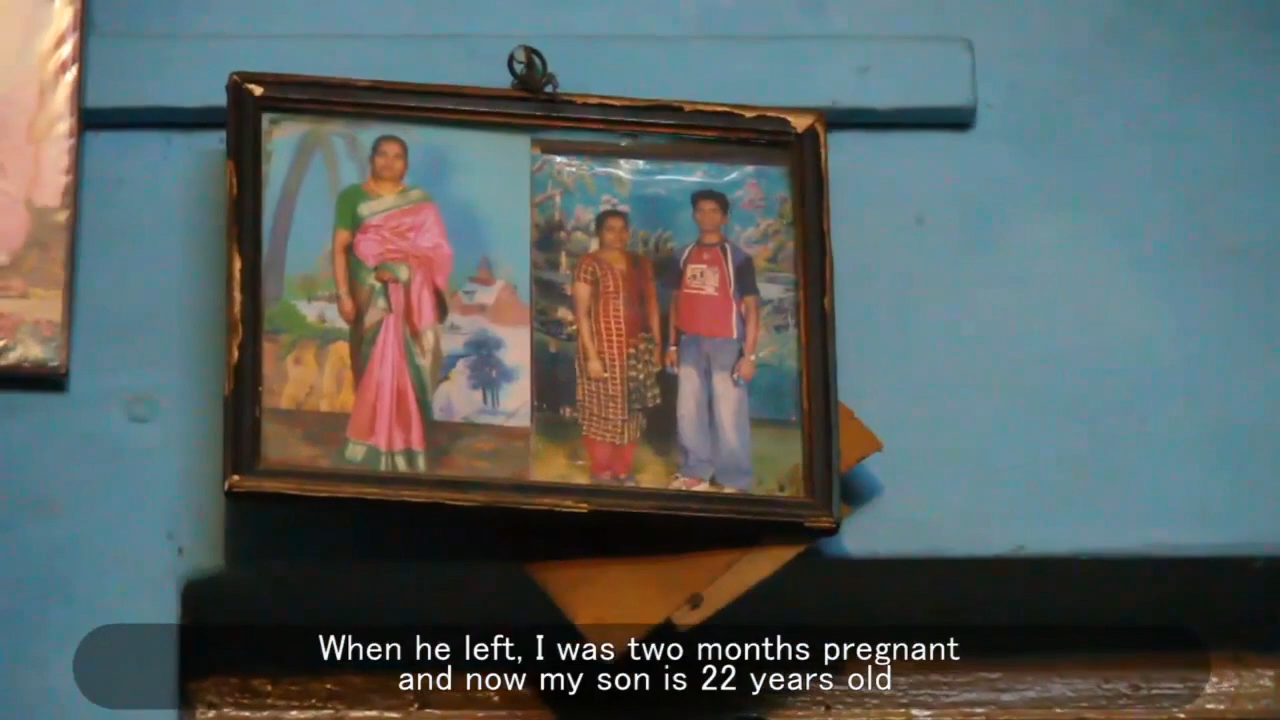 When he left, I was two months pregnant
and now my son is 22 years old